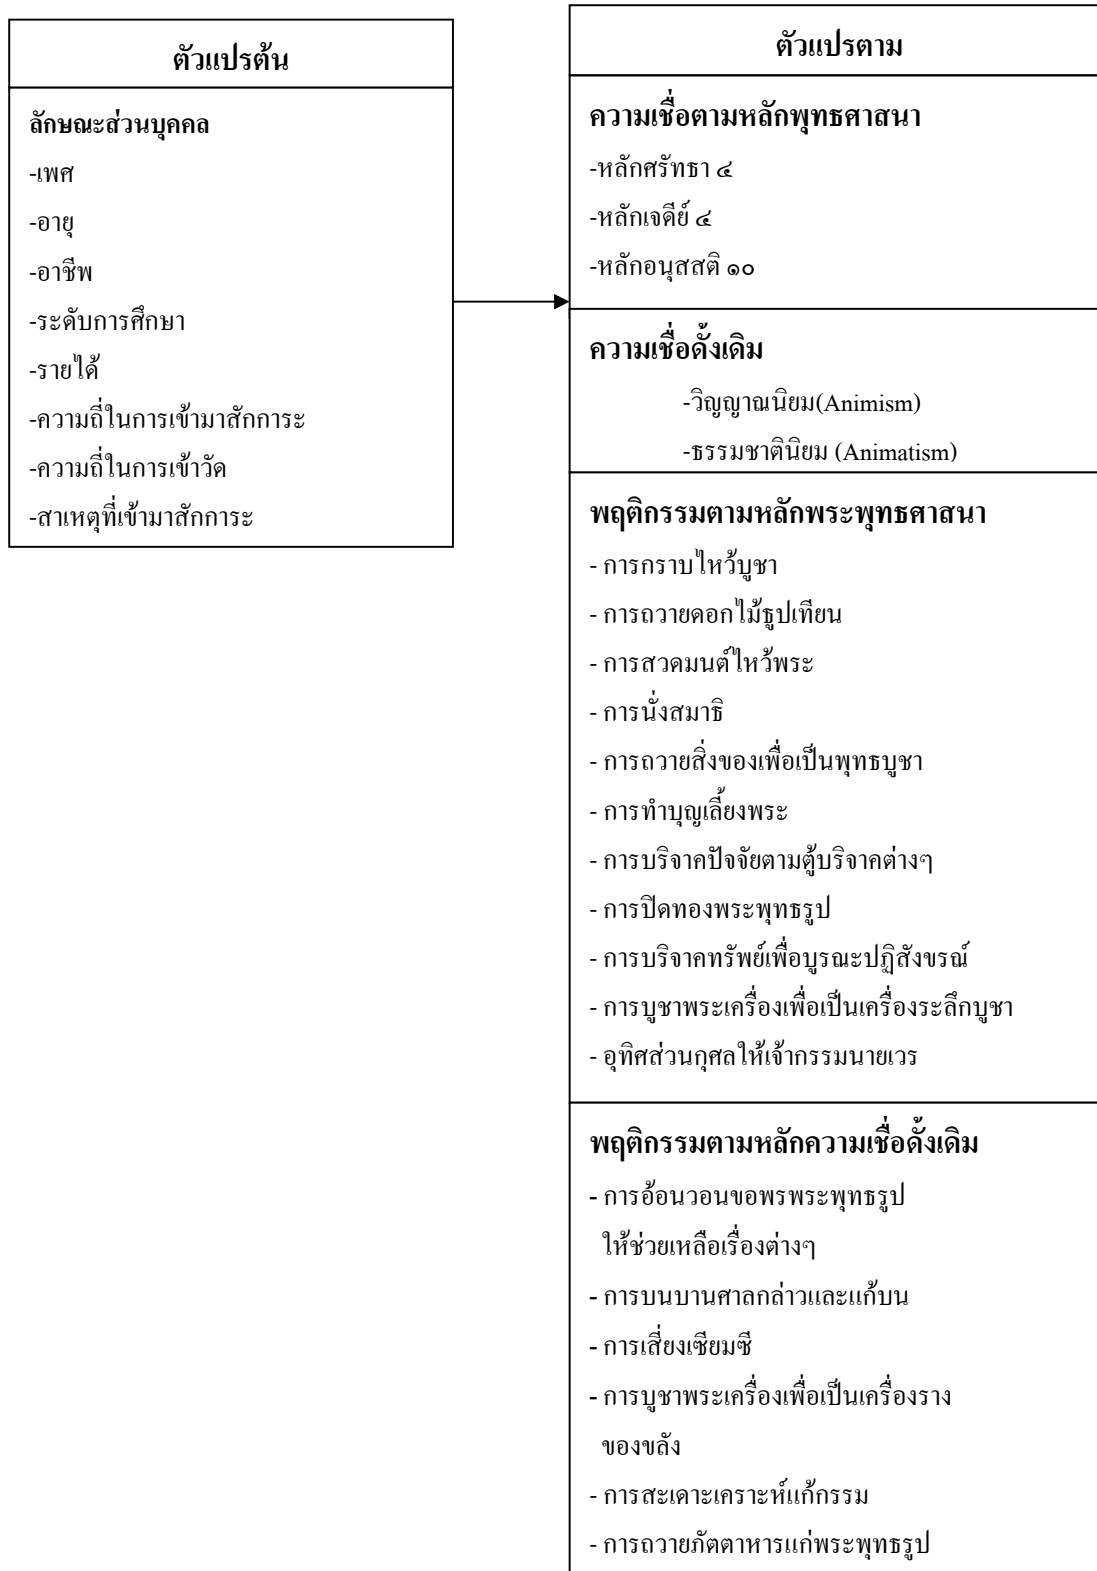 ตัวแปรต้น
ลักษณะส่วนบุคคล
-เพศ
-อายุ
-อาชีพ
-ระดับการศึกษา
-รายได้
-ความถี่ในการเข้ามาสักการะ
-ความถี่ในการเข้าวัด
-สาเหตุที่เข้ามาสักการะ
ตัวแปรตาม
ความเชื่อตามหลักพุทธศาสนา
-หลักศรัทธา ๔
-หลักเจดีย์ ๔
-หลักอนุสสติ ๑๐
ความเชื่อดั้งเดิม
-วิญญาณนิยม(Animism)
-ธรรมชาตินิยม (Animatism)
พฤติกรรมตามหลักพระพุทธศาสนา
- การกราบไหว้บูชา
- การถวายดอกไม้ธูปเทียน
- การสวดมนต์ไหว้พระ
- การนั่งสมาธิ
- การถวายสิ่งของเพื่อเป็นพุทธบูชา
- การทำบุญเลี้ยงพระ
- การบริจาคปัจจัยตามตู้บริจาคต่างๆ
- การปิดทองพระพุทธรูป
- การบริจาคทรัพย์เพื่อบูรณะปฏิสังขรณ์
- การบูชาพระเครื่องเพื่อเป็นเครื่องระลึกบูชา
- อุทิศส่วนกุศลให้เจ้ากรรมนายเวร
พฤติกรรมตามหลักความเชื่อดั้งเดิม
- การอ้อนวอนขอพรพระพุทธรูป
ให้ช่วยเหลือเรื่องต่างๆ
- การบนบานศาลกล่าวและแก้บน
- การเสี่ยงเซียมซี
- การบูชาพระเครื่องเพื่อเป็นเครื่องราง
ของขลัง
- การสะเดาะเคราะห์แก้กรรม
- การถวายภัตตาหารแก่พระพุทธรูป